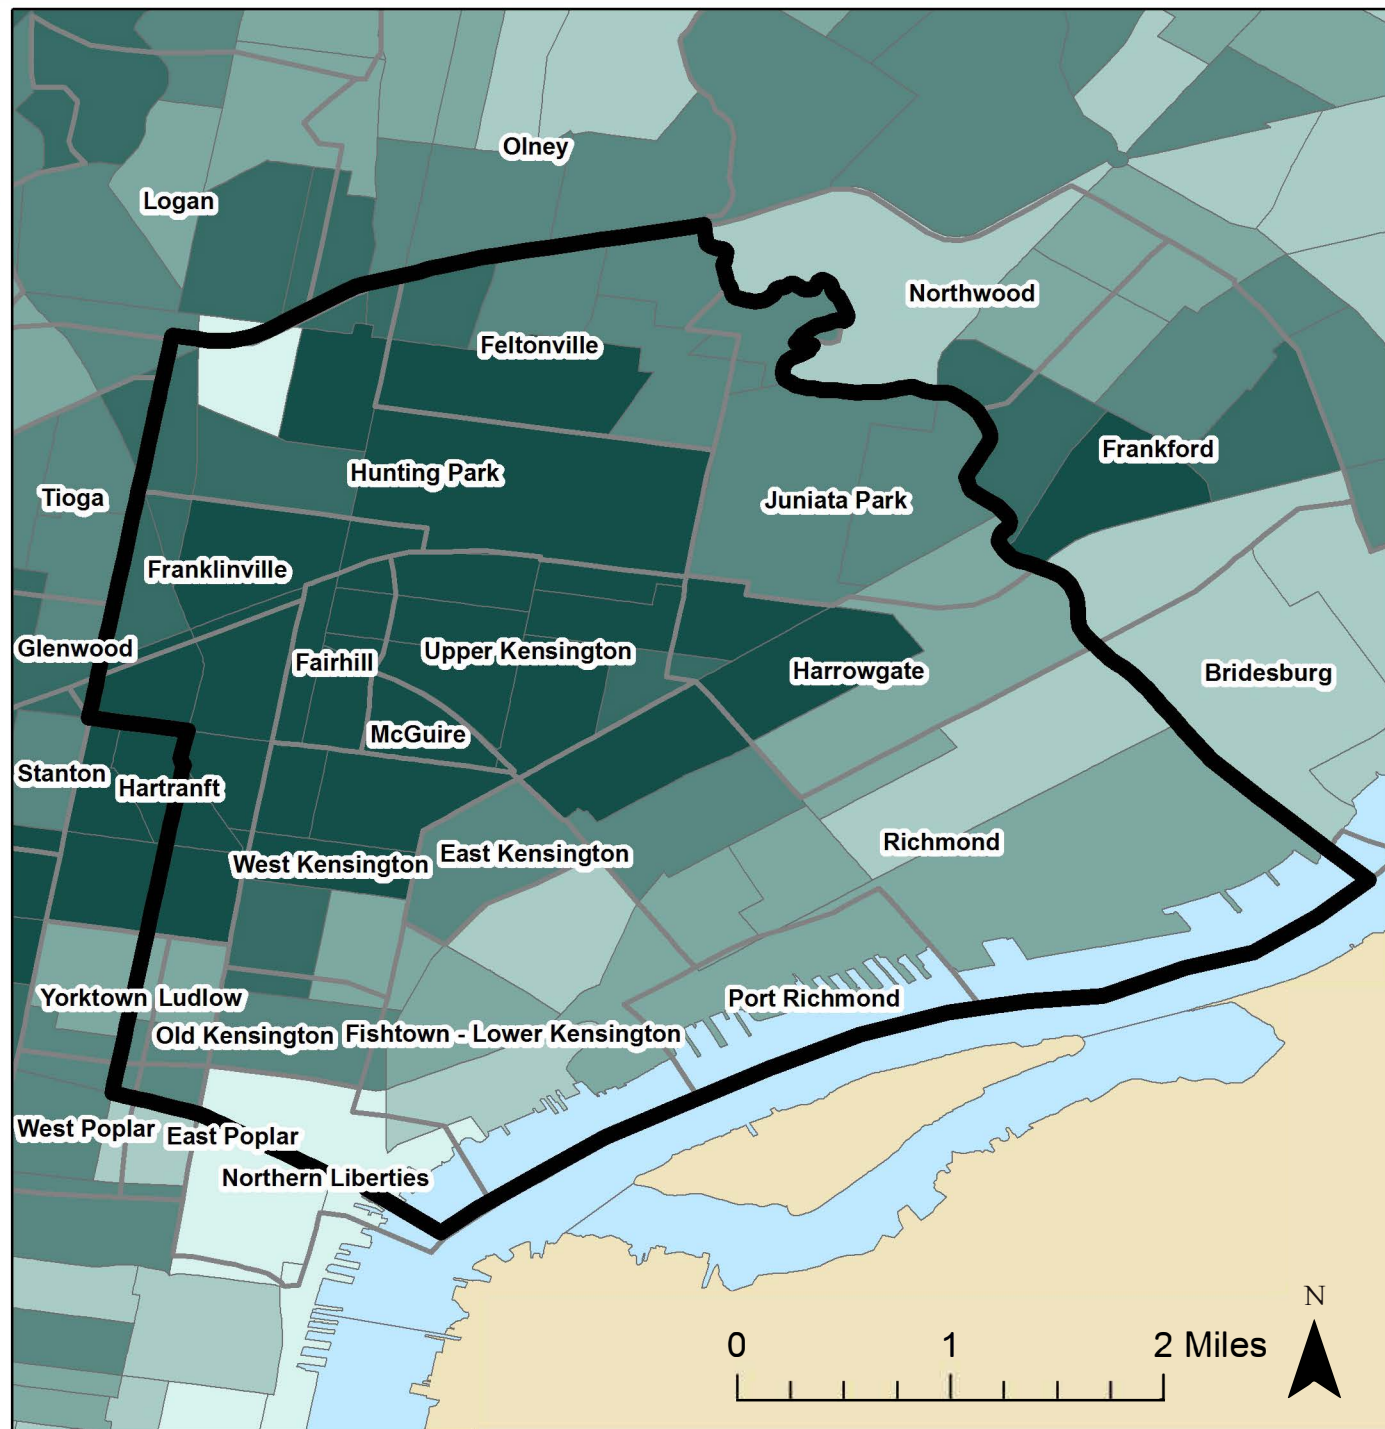 Olney
Logan
Northwood
Feltonville
Frankford
Hunting Park
Tioga
Juniata Park
Franklinville
Glenwood
Upper Kensington
Fairhill
Harrowgate
Bridesburg
McGuire
Stanton
Hartranft
Richmond
East Kensington
West Kensington
Yorktown
Ludlow
Port Richmond
Old Kensington
Fishtown - Lower Kensington
West Poplar
East Poplar
Northern Liberties
N
0 1 2 Miles